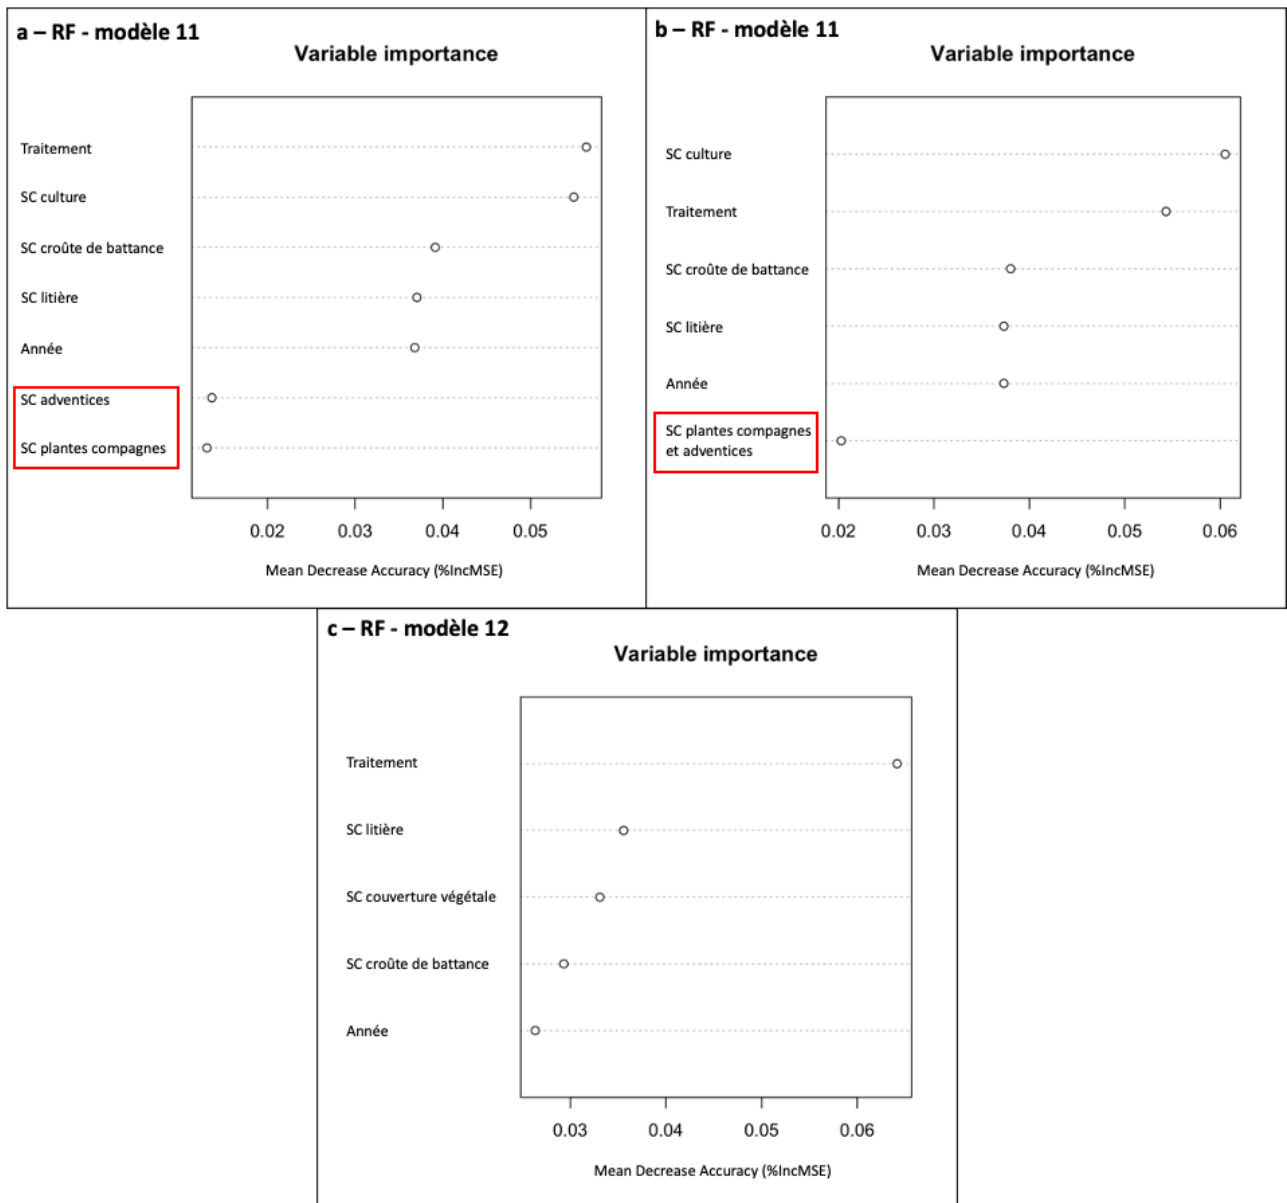 a – RF - modèle 11
Variable importance
Traitement
SC culture
SC croûte de battance
SC litière
Année
SC adventices
SC plantes compagnes
0.02 0.03 0.04 0.05
Mean Decrease Accuracy (%IncMSE)
b – RF - modèle 11
Variable importance
SC culture
Traitement
SC croûte de battance
SC litière
Année
SC plantes compagnes
et adventices
0.02 0.03 0.04 0.05 0.06
Mean Decrease Accuracy (%IncMSE)
c – RF - modèle 12
Variable importance
Traitement
SC litière
SC couverture végétale
SC croûte de battance
Année
0.03 0.04 0.05 0.06
Mean Decrease Accuracy (%IncMSE)